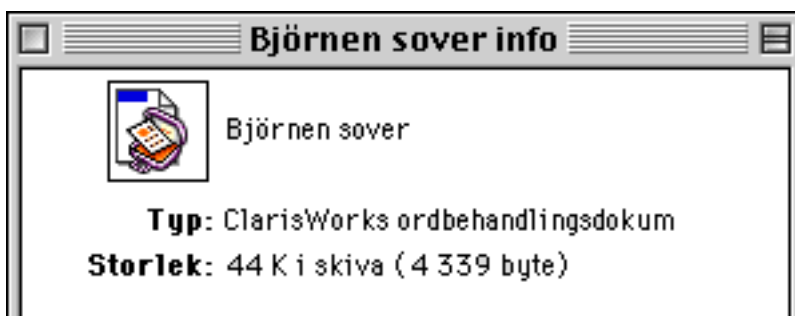 Björnen sover info
Björnen sover
Typ: ClarisWorks ordbehandlingsdokum
Storlek: 44 K i skiva (4 339 byte)